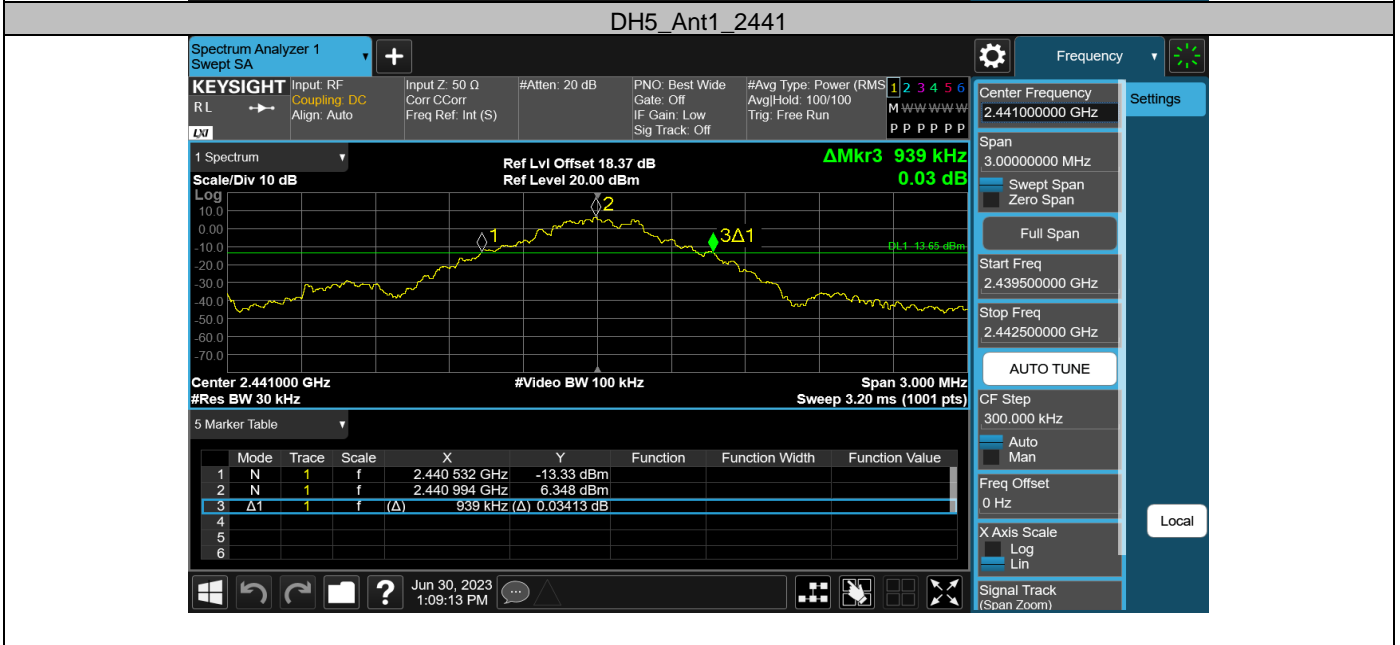 DH5_Ant1_2441
Spectrum Analyzer 1
Swept SA
+
Frequency
KEYSIGHT
R L
LXI
Input: RF
Coupling: DC
Align: Auto
Input Z: 50 Ω
Corr CCorr
Freq Ref: Int (S)
#Atten: 20 dB
PNO: Best Wide
Gate: Off
IF Gain: Low
Sig Track: Off
#Avg Type: Power (RMS
Avg|Hold: 100/100
Trig: Free Run
1 2 3 4 5 6
M W W W W W
P P P P P P
1 Spectrum
Scale/Div 10 dB
Ref Lvl Offset 18.37 dB
Ref Level 20.00 dBm
ΔMkr3 939 kHz
0.03 dB
Log
10.0
0.00
-10.0
-20.0
-30.0
-40.0
-50.0
-60.0
-70.0
1
2
3Δ1
DL1 -13.65 dBm
Center 2.441000 GHz
#Video BW 100 kHz
Span 3.000 MHz
#Res BW 30 kHz
Sweep 3.20 ms (1001 pts)
5 Marker Table
Mode Trace Scale X Y Function Function Width Function Value
1 N 1 f 2.440 532 GHz -13.33 dBm
2 N 1 f 2.440 994 GHz 6.348 dBm
3 Δ1 1 f (Δ) 939 kHz (Δ) 0.03413 dB
4
5
6
?
Jun 30, 2023
1:09:13 PM
Center Frequency
2.441000000 GHz
Span
3.00000000 MHz
Swept Span
Zero Span
Full Span
Start Freq
2.439500000 GHz
Stop Freq
2.442500000 GHz
AUTO TUNE
CF Step
300.000 kHz
Auto
Man
Freq Offset
0 Hz
X Axis Scale
Log
Lin
Signal Track
(Span Zoom)
Settings
Local